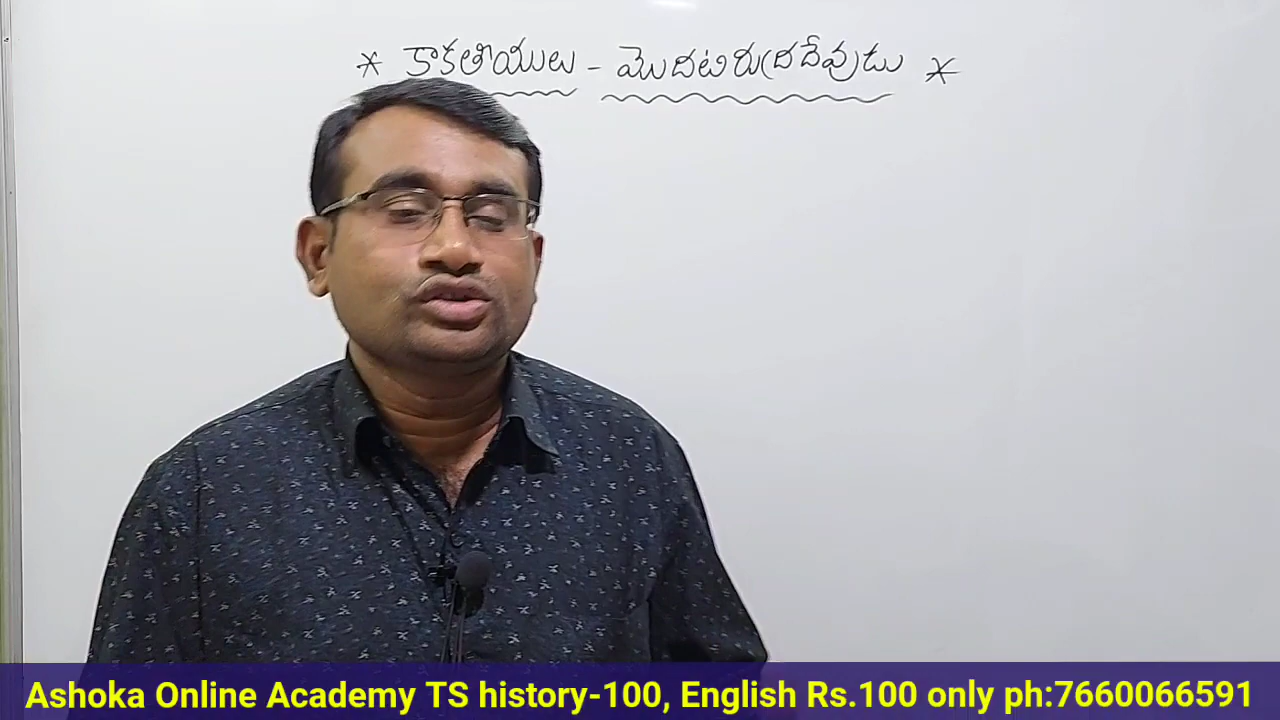 * కాకతీయులు - మొదటిరుద్రదేవుడు *
Ashoka Online Academy TS history-100, English Rs.100 only ph:7660066591